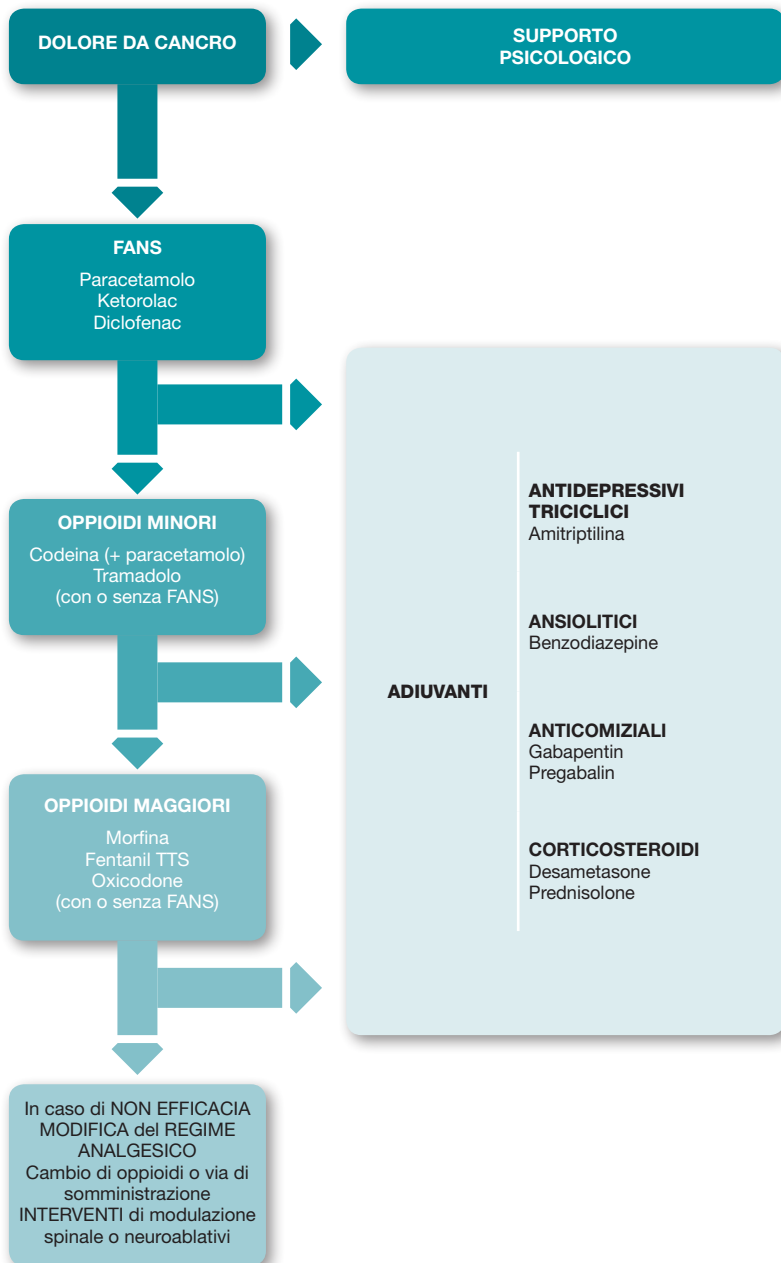 DOLORE DA CANCRO
SUPPORTO
PSICOLOGICO
FANS
Paracetamolo
Ketorolac
Diclofenac
OPPIOIDI MINORI
Codeina (+ paracetamolo)
Tramadolo
(con o senza FANS)
OPPIOIDI MAGGIORI
Morfina
Fentanil TTS
Oxicodone
(con o senza FANS)
In caso di NON EFFICACIA
MODIFICA del REGIME
ANALGESICO
Cambio di oppioidi o via di
somministrazione
INTERVENTI di modulazione
spinale o neuroablativi
ADIUVANTI
ANTIDEPRESSIVI
TRICICLICI
Amitriptilina
ANSIOLITICI
Benzodiazepine
ANTICOMIZIALI
Gabapentin
Pregabalin
CORTICOSTEROIDI
Desametasone
Prednisolone